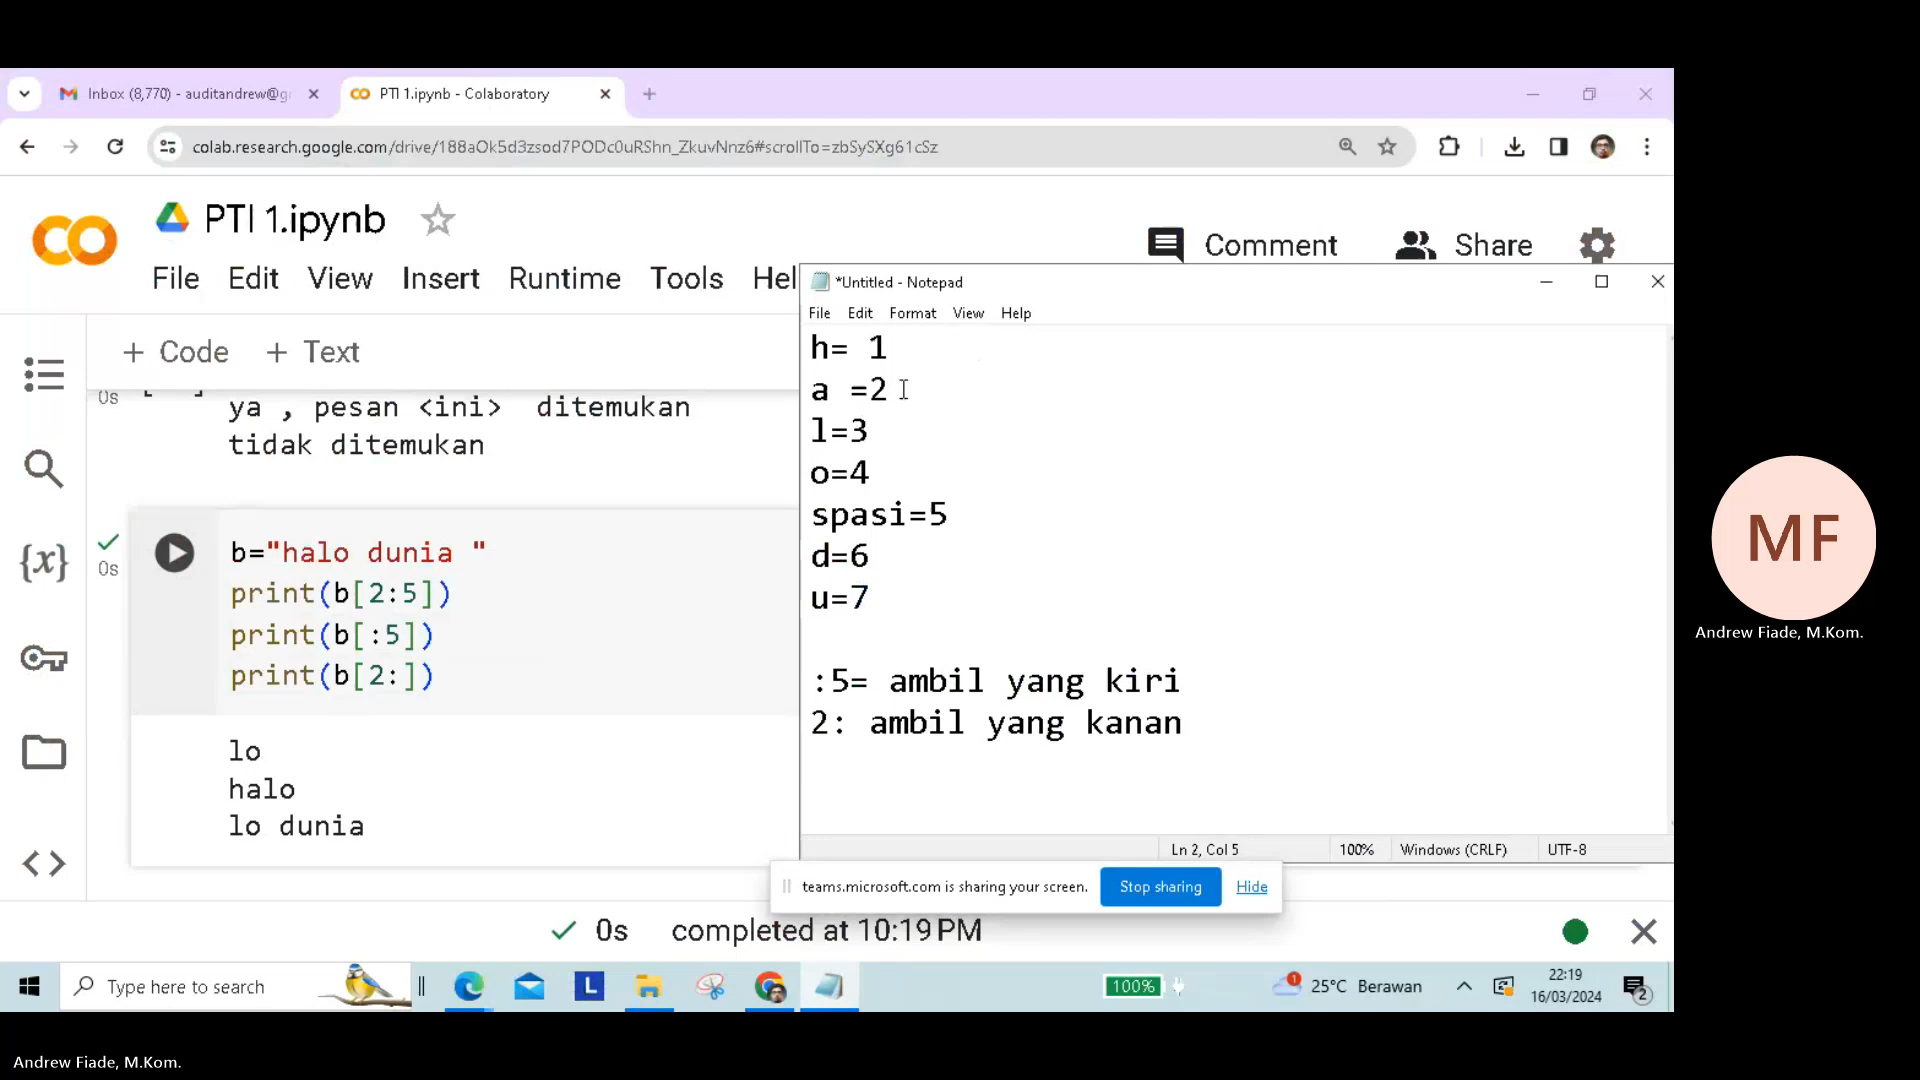 Inbox (8,770) - auditandrew@g
PTI 1.ipynb - Colaboratory
colab.research.google.com/drive/188aOk5d3zsod7PODc0uRShn_ZkuvNnz6#scrollTo=zbSySXg61cSz
PTI 1.ipynb
Comment
Share
File Edit View Insert Runtime Tools Hel
+ Code + Text
0s
ya , pesan <ini> ditemukan
tidak ditemukan
0s
b="halo dunia "
print(b[2:5])
print(b[:5])
print(b[2:])
lo
halo
lo dunia
*Untitled - Notepad
File Edit Format View Help
h= 1
a =2
l=3
o=4
spasi=5
d=6
u=7
:5= ambil yang kiri
2: ambil yang kanan
Ln 2, Col 5
100%
Windows (CRLF)
UTF-8
teams.microsoft.com is sharing your screen.
Stop sharing
Hide
0s completed at 10:19 PM
Type here to search
L
100%
1
25°C Berawan
22:19
16/03/2024
2
MF
Andrew Fiade, M.Kom.
Andrew Fiade, M.Kom.